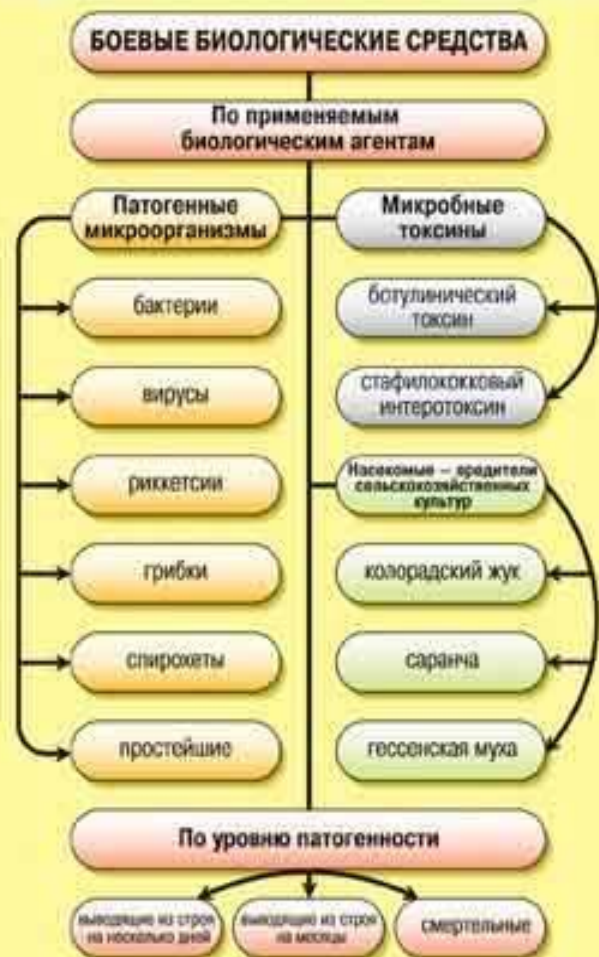 БОЕВЫЕ БИОЛОГИЧЕСКИЕ СРЕДСТВА
По применяемым
биологическим агентам
Патогенные
микроорганизмы
бактерии
вирусы
риккетсии
грибки
спирохеты
простейшие
Микробные
токсины
ботулинический
токсин
стафилококковый
интеротоксин
Насекомые – вредители
сельскохозяйственных
культур
колорадский жук
саранча
гессенская муха
По уровню патогенности
выводящие из строя
на несколько дней
выводящие из строя
на месяцы
смертельные